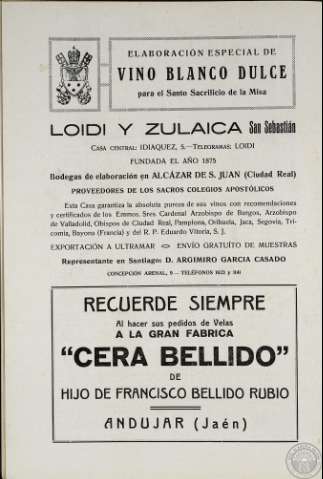 ELABORACIÓN ESPECIAL DE
VINO BLANCO DULCE
para el Santo Sacrificio de la Misa
LOIDI Y ZULAICA San Sebastián
CASA CENTRAL: IDIAQUEZ, 5.—TELEGRAMAS: LOIDI
FUNDADA EL AÑO 1875
Bodegas de elaboración en ALCÁZAR DE S. JUAN (Ciudad Real)
PROVEEDORES DE LOS SACROS COLEGIOS APOSTÓLICOS
Esta Casa garantiza la absoluta pureza de sus vinos con recomendaciones
y certificados de los Emmos. Sres. Cardenal Arzobispo de Burgos, Arzobispo
de Valladolid, Obispos de Ciudad Real, Pamplona, Orihuela, Jaca, Segovia, Tri-
comia, Bayona (Francia) y del R. P. Eduardo Vitoria, S. J.
EXPORTACIÓN A ULTRAMAR ENVÍO GRATUÍTO DE MUESTRAS
Representante en Santiago: D. ARGIMIRO GARCIA CASADO
CONCEPCIÓN ARENAL, 9 — TELÉFONOS
RECUERDE SIEMPRE
Al hacer sus pedidos de Velas
A LA GRAN FABRICA
"CERA BELLIDO"
DE
HIJO DE FRANCISCO BELLIDO RUBIO
ANDUJAR (Jaén)